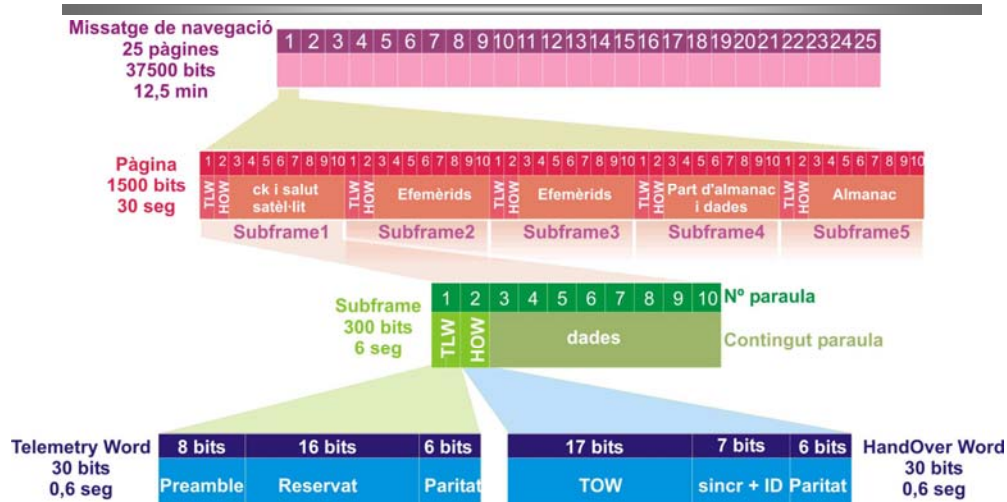 Missatge de navegació
25 pàgines
37500 bits
12,5 min
1 2 3 4 5 6 7 8 9 10 11 12 13 14 15 16 17 18 19 20 21 22 23 24 25
Pàgina
1500 bits
30 seg
1 2 3 4 5 6 7 8 9 10 1 2 3 4 5 6 7 8 9 10 1 2 3 4 5 6 7 8 9 10 1 2 3 4 5 6 7 8 9 10 1 2 3 4 5 6 7 8 9 10
TLW
HOW
ck i salut
satèl·lit
TLW
HOW
Efemèrids
TLW
HOW
Efemèrids
TLW
HOW
Part d'almanac
i dades
TLW
HOW
Almanac
Subframe1
Subframe2
Subframe3
Subframe4
Subframe5
Subframe
300 bits
6 seg
1 2 3 4 5 6 7 8 9 10
Nº paraula
TLW
HOW
dades
Contingut paraula
Telemetry Word
30 bits
0,6 seg
8 bits
16 bits
6 bits
Preamble
Reservat
Paritat
17 bits
7 bits
6 bits
TOW
sincr + ID
Paritat
HandOver Word
30 bits
0,6 seg